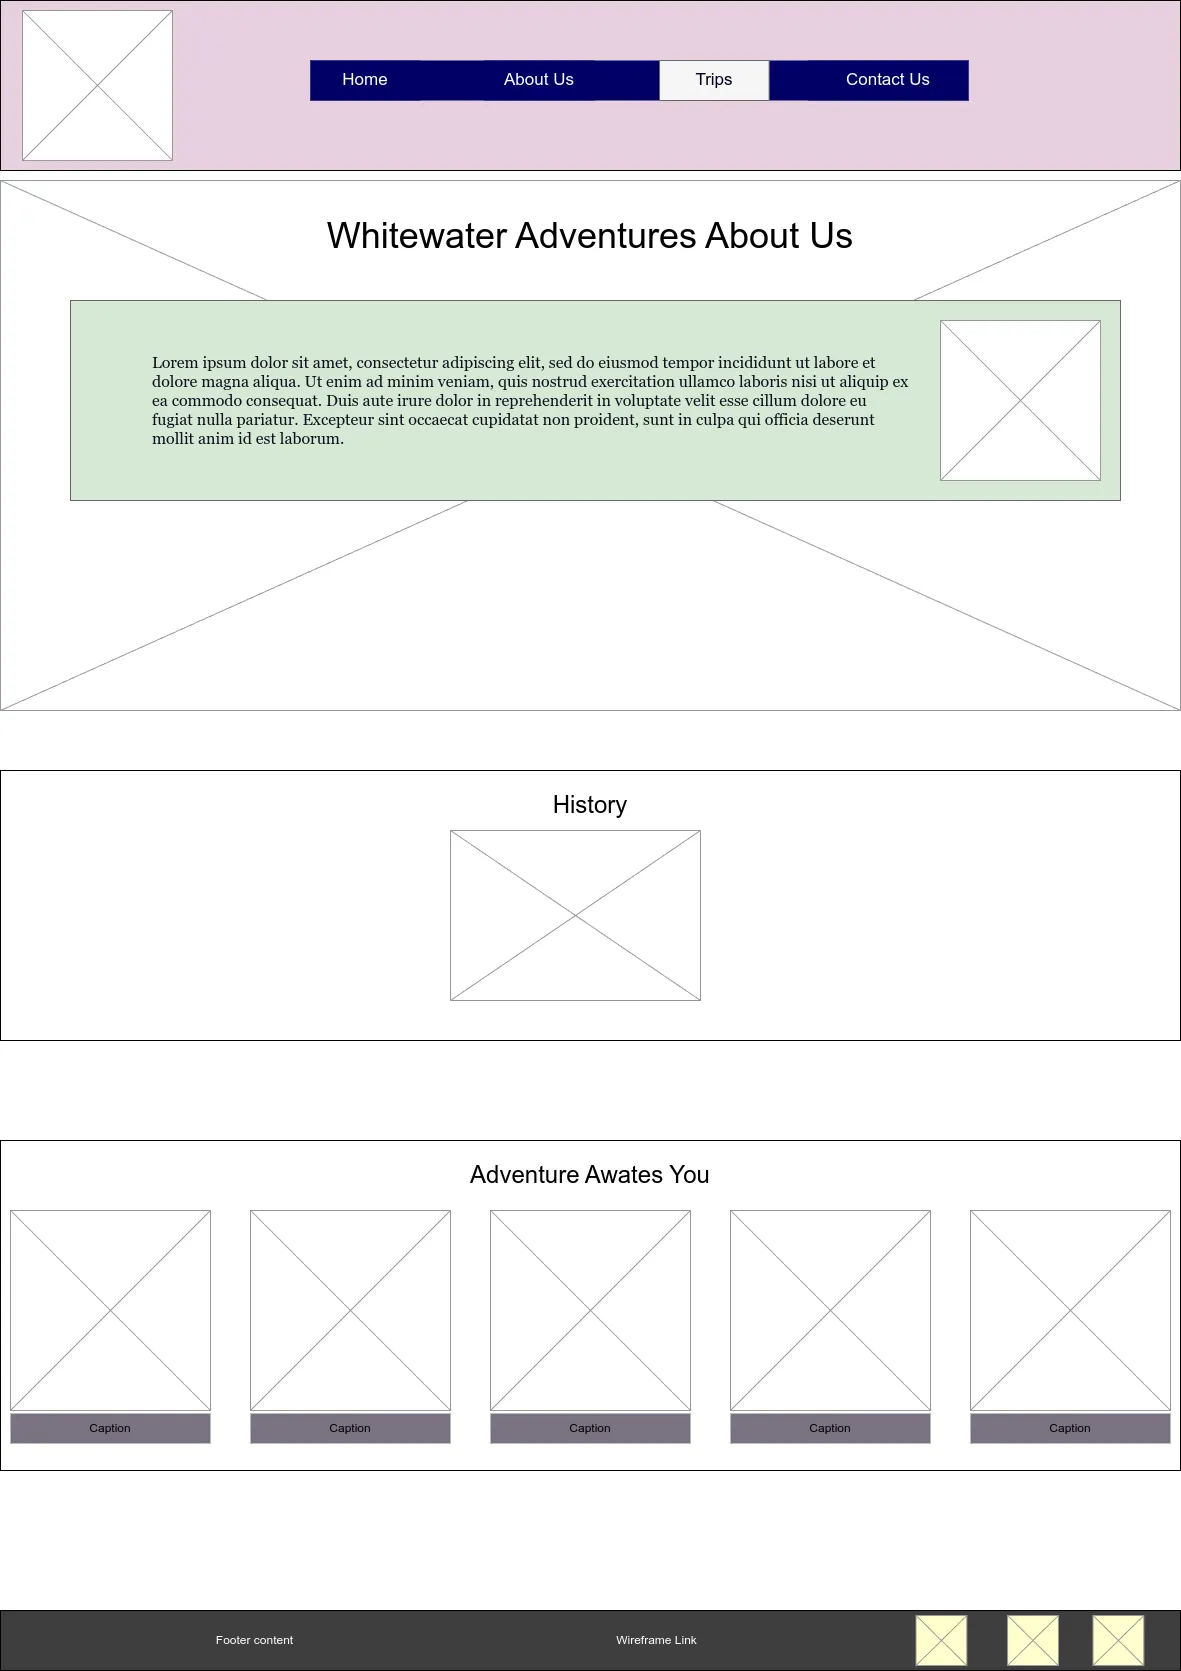 Home
About Us
Trips
Contact Us
Whitewater Adventures About Us
Lorem ipsum dolor sit amet, consectetur adipiscing elit, sed do eiusmod tempor incididunt ut labore et
dolore magna aliqua. Ut enim ad minim veniam, quis nostrud exercitation ullamco laboris nisi ut aliquip ex
ea commodo consequat. Duis aute irure dolor in reprehenderit in voluptate velit esse cillum dolore eu
fugiat nulla pariatur. Excepteur sint occaecat cupidatat non proident, sunt in culpa qui officia deserunt
mollit anim id est laborum.
History
Adventure Awates You
Caption
Caption
Caption
Caption
Caption
Footer content
Wireframe Link